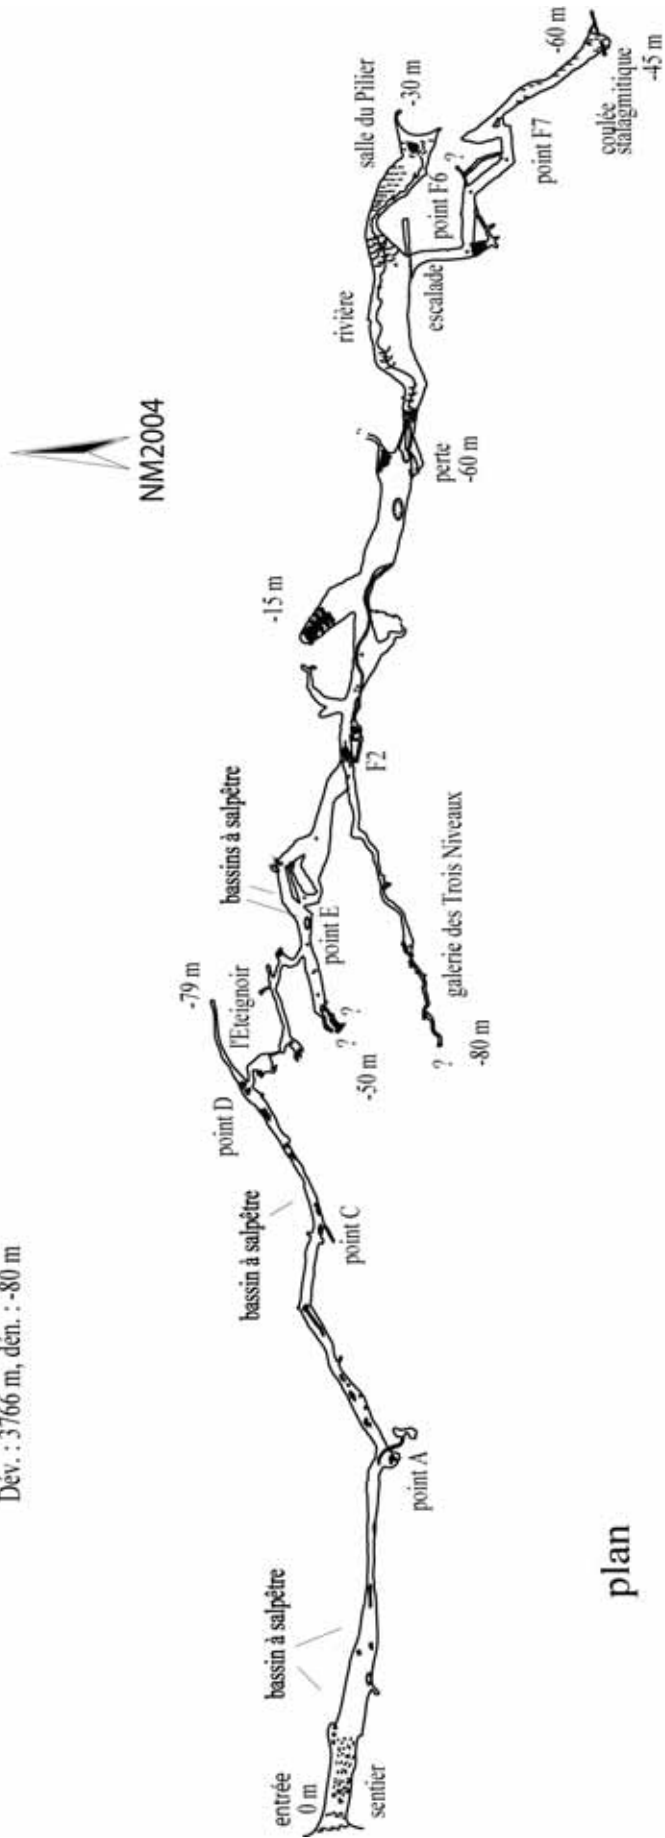 Dév. : 3766 m, dén. : -80 m
NM2004
plan
entrée
0 m
sentier
bassin à salpêtre
point A
bassin à salpêtre
point C
point D
-79 m
l'Eteignoir
bassins à salpêtre
point E
? ?
-50 m
galerie des Trois Niveaux
?
-80 m
F2
-15 m
perte
-60 m
rivière
escalade
salle du Pilier
-30 m
point F6
?
point F7
-60 m
coulée
stalagmitique
-45 m